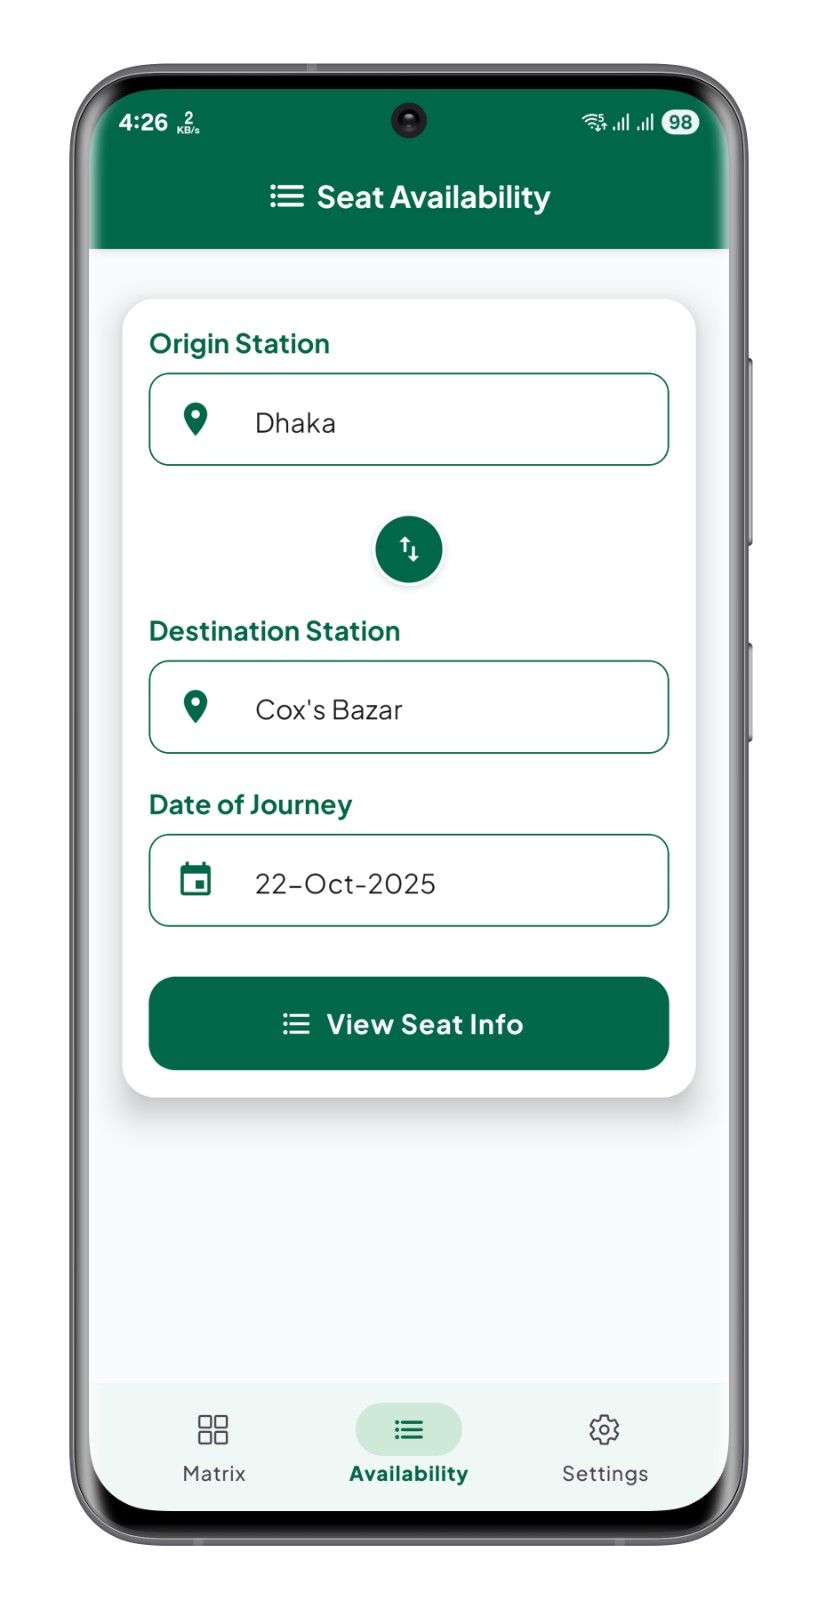 4:26 2 KB/s 5 98
Seat Availability
Origin Station
Dhaka
Destination Station
Cox's Bazar
Date of Journey
22-Oct-2025
View Seat Info
Matrix Availability Settings